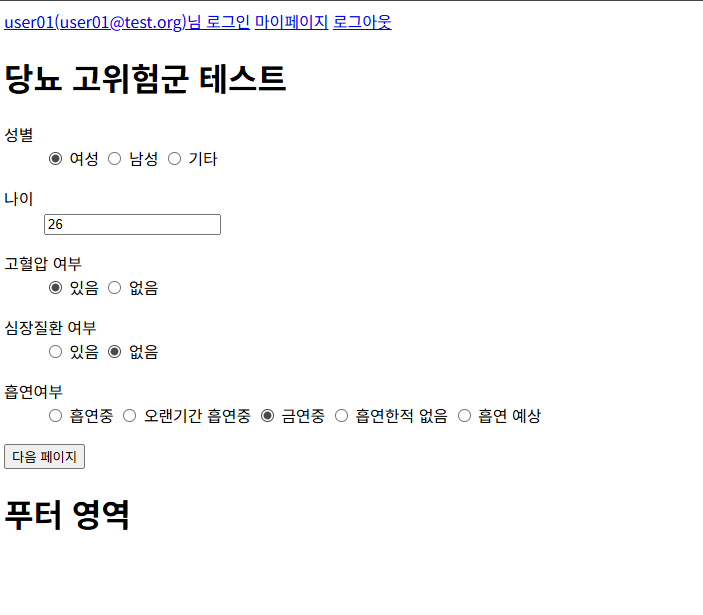 user01(user01@test.org)님 로그인 마이페이지 로그아웃
당뇨 고위험군 테스트
성별
여성 남성 기타
나이
26
고혈압 여부
있음 없음
심장질환 여부
있음 없음
흡연여부
흡연중 오랜기간 흡연중 금연중 흡연한적 없음 흡연 예상
다음 페이지
푸터 영역